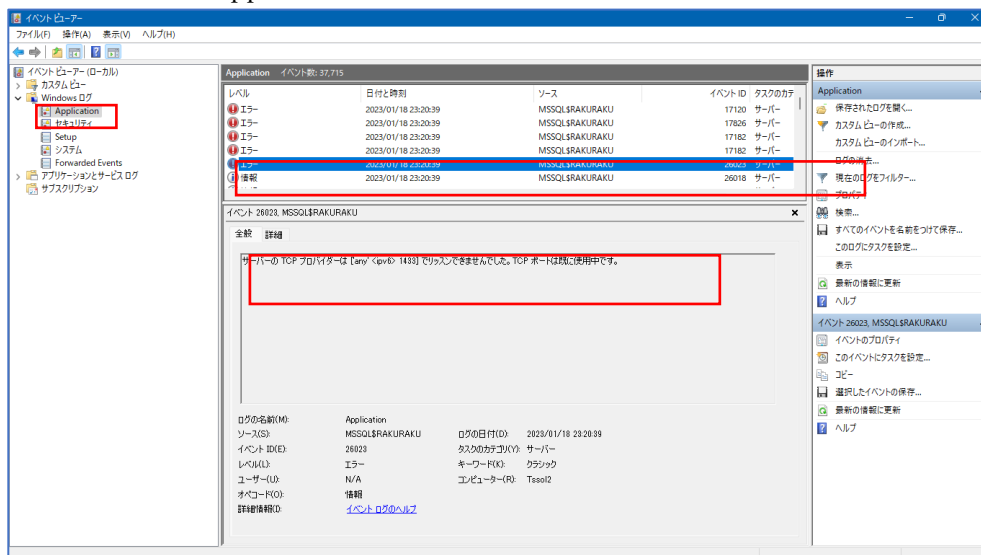 イベント ビューアー
ファイル(F) 操作(A) 表示(V) ヘルプ(H)
イベント ビューアー (ローカル)
カスタム ビュー
Windows ログ
Application
セキュリティ
Setup
システム
Forwarded Events
アプリケーションとサービス ログ
サブスクリプション
Application イベント数: 37,715
レベル 日付と時刻 ソース イベント ID タスクのカテ
エラー 2023/01/18 23:20:39 MSSQL$RAKURAKU 17120 サーバー
エラー 2023/01/18 23:20:39 MSSQL$RAKURAKU 17826 サーバー
エラー 2023/01/18 23:20:39 MSSQL$RAKURAKU 17182 サーバー
エラー 2023/01/18 23:20:39 MSSQL$RAKURAKU 17182 サーバー
エラー 2023/01/18 23:20:39 MSSQL$RAKURAKU 26023 サーバー
情報 2023/01/18 23:20:39 MSSQL$RAKURAKU 26018 サーバー
イベント 26023, MSSQL$RAKURAKU
全般 詳細
サーバーの TCP プロバイダーは ['any' <ipv6> 1433] でリッスンできませんでした。TCP ポートは既に使用中です。
ログの名前(M): Application
ソース(S): MSSQL$RAKURAKU ログの日付(D): 2023/01/18 23:20:39
イベント ID(E): 26023 タスクのカテゴリ(Y): サーバー
レベル(L): エラー キーワード(K): クラシック
ユーザー(U): N/A コンピューター(R): Tssol2
オペコード(O): 情報
詳細情報(I): イベント ログのヘルプ
操作
Application
保存されたログを開く...
カスタム ビューの作成...
カスタム ビューのインポート...
ログの消去...
現在のログをフィルター...
プロパティ
検索...
すべてのイベントを名前をつけて保存...
このログにタスクを設定...
表示
最新の情報に更新
ヘルプ
イベント 26023, MSSQL$RAKURAKU
イベントのプロパティ
このイベントにタスクを設定...
コピー
選択したイベントの保存...
最新の情報に更新
ヘルプ